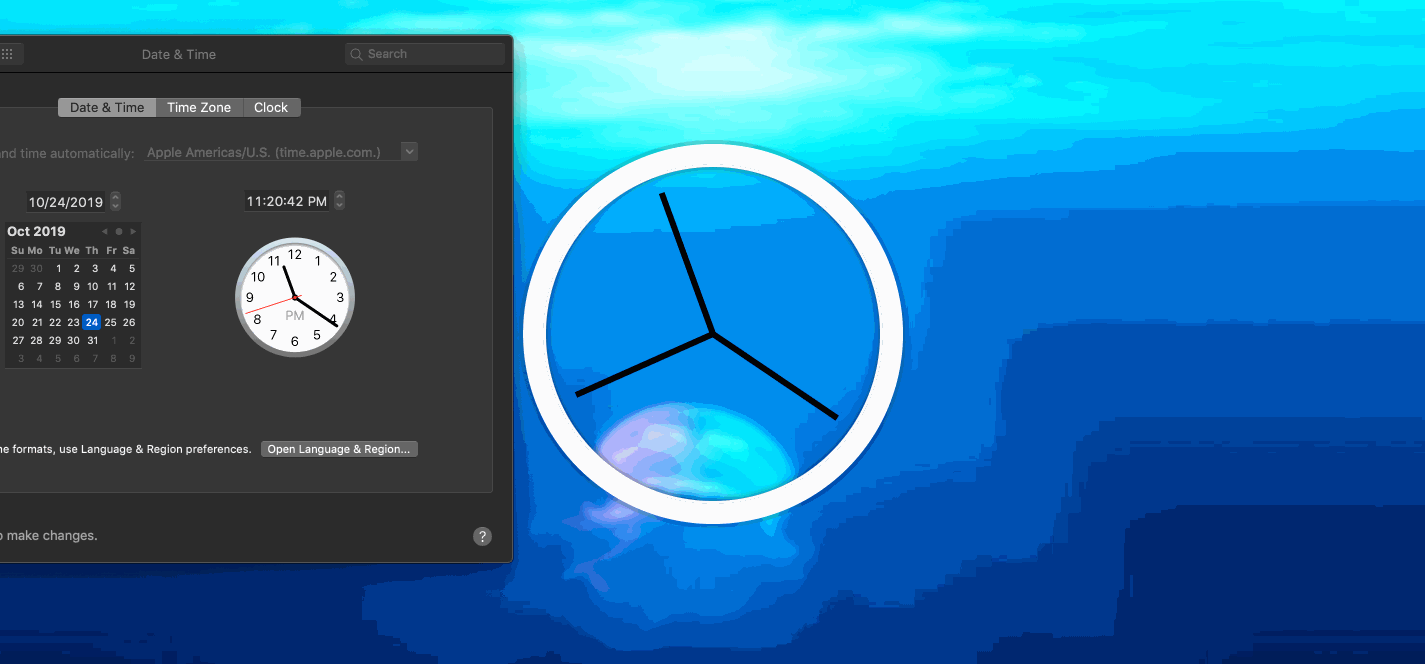 Date & Time
Search
Date & Time Time Zone Clock
and time automatically: Apple Americas/U.S. (time.apple.com.)
10/24/2019 11:20:42 PM
Oct 2019
Su Mo Tu We Th Fr Sa
29 30 1 2 3 4 5
6 7 8 9 10 11 12
13 14 15 16 17 18 19
20 21 22 23 24 25 26
27 28 29 30 31 1 2
3 4 5 6 7 8 9
12
11 1
10 2
9 3
PM
8 4
7 5
6
formats, use Language & Region preferences. Open Language & Region...
make changes. ?